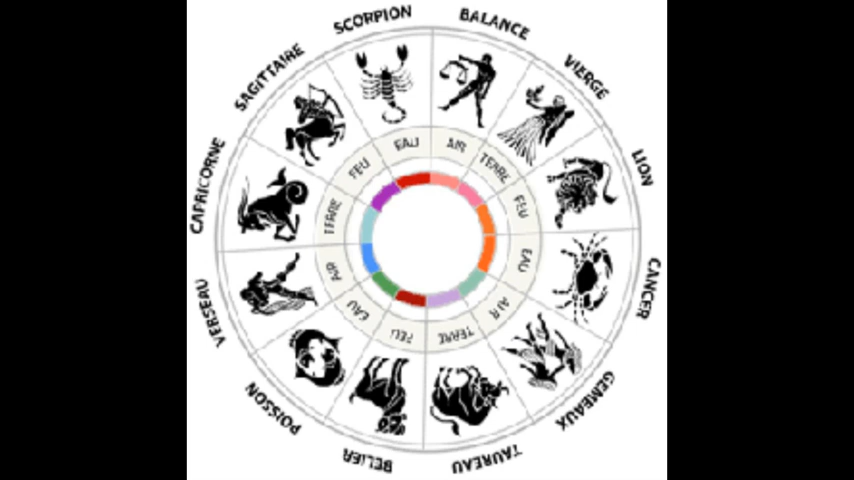 SCORPION
BALANCE
VIERGE
LION
CANCER
GEMEAUX
TAUREAU
BELIER
POISSON
VERSEAU
CAPRICORNE
SAGITTAIRE
EAU
AIR
TERRE
FEU
EAU
AIR
TERRE
FEU
EAU
AIR
TERRE
FEU